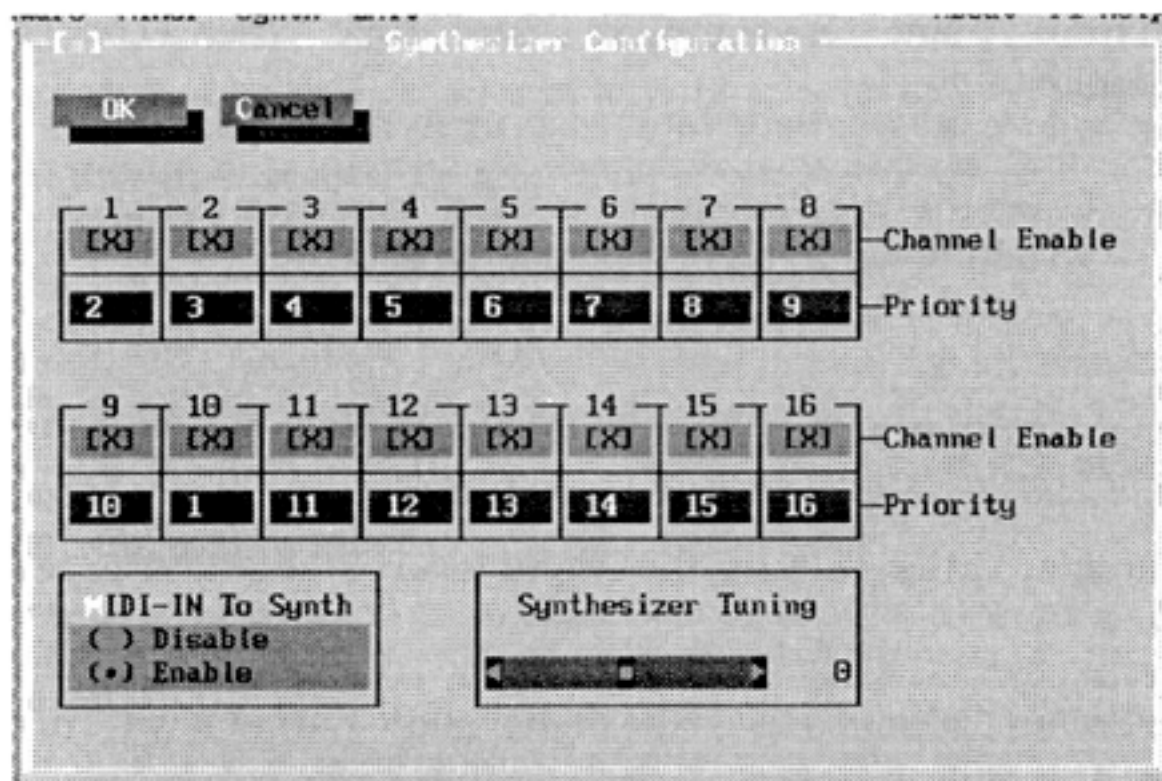 Synthesizer Configuration
OK Cancel
1 2 3 4 5 6 7 8
[X] [X] [X] [X] [X] [X] [X] [X] Channel Enable
2 3 4 5 6 7 8 9 Priority
9 10 11 12 13 14 15 16
[X] [X] [X] [X] [X] [X] [X] [X] Channel Enable
10 1 11 12 13 14 15 16 Priority
MIDI-IN To Synth
( ) Disable
(•) Enable
Synthesizer Tuning
0